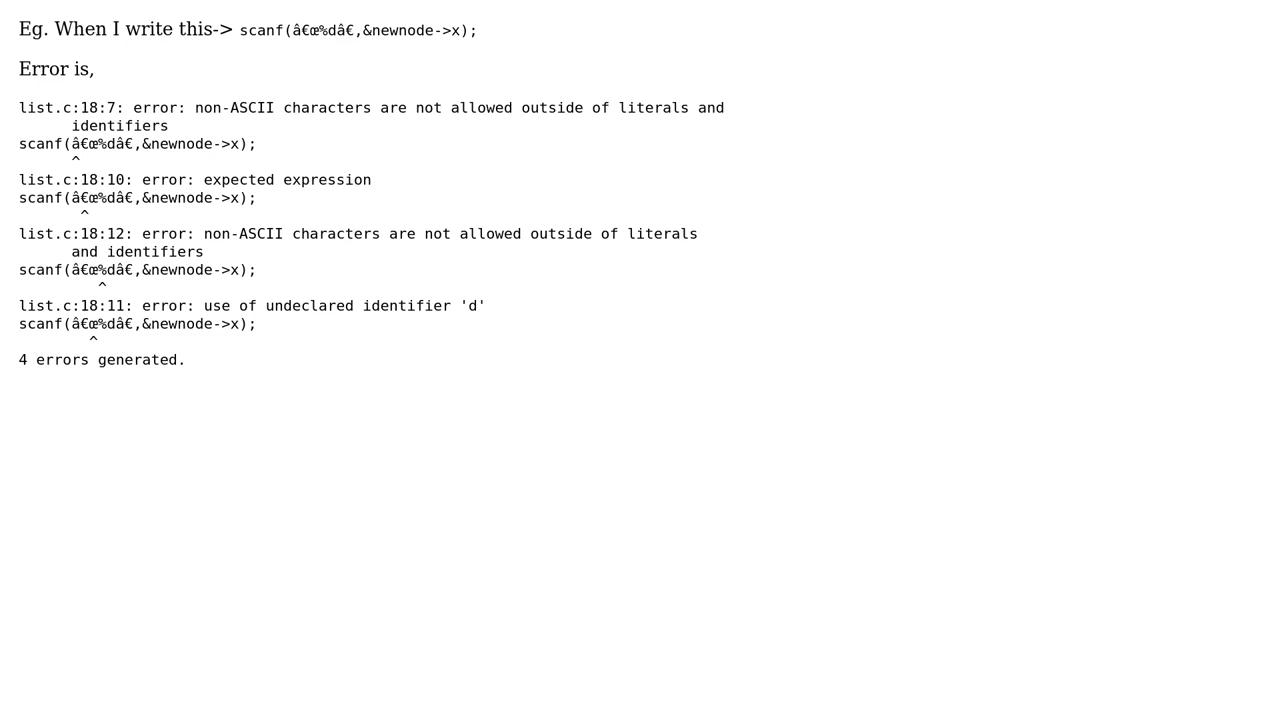 Eg. When I write this-> scanf(â€œ%dâ€,&newnode->x);
Error is,
list.c:18:7: error: non-ASCII characters are not allowed outside of literals and
      identifiers
scanf(â€œ%dâ€,&newnode->x);
      ^
list.c:18:10: error: expected expression
scanf(â€œ%dâ€,&newnode->x);
       ^
list.c:18:12: error: non-ASCII characters are not allowed outside of literals
      and identifiers
scanf(â€œ%dâ€,&newnode->x);
         ^
list.c:18:11: error: use of undeclared identifier 'd'
scanf(â€œ%dâ€,&newnode->x);
        ^
4 errors generated.